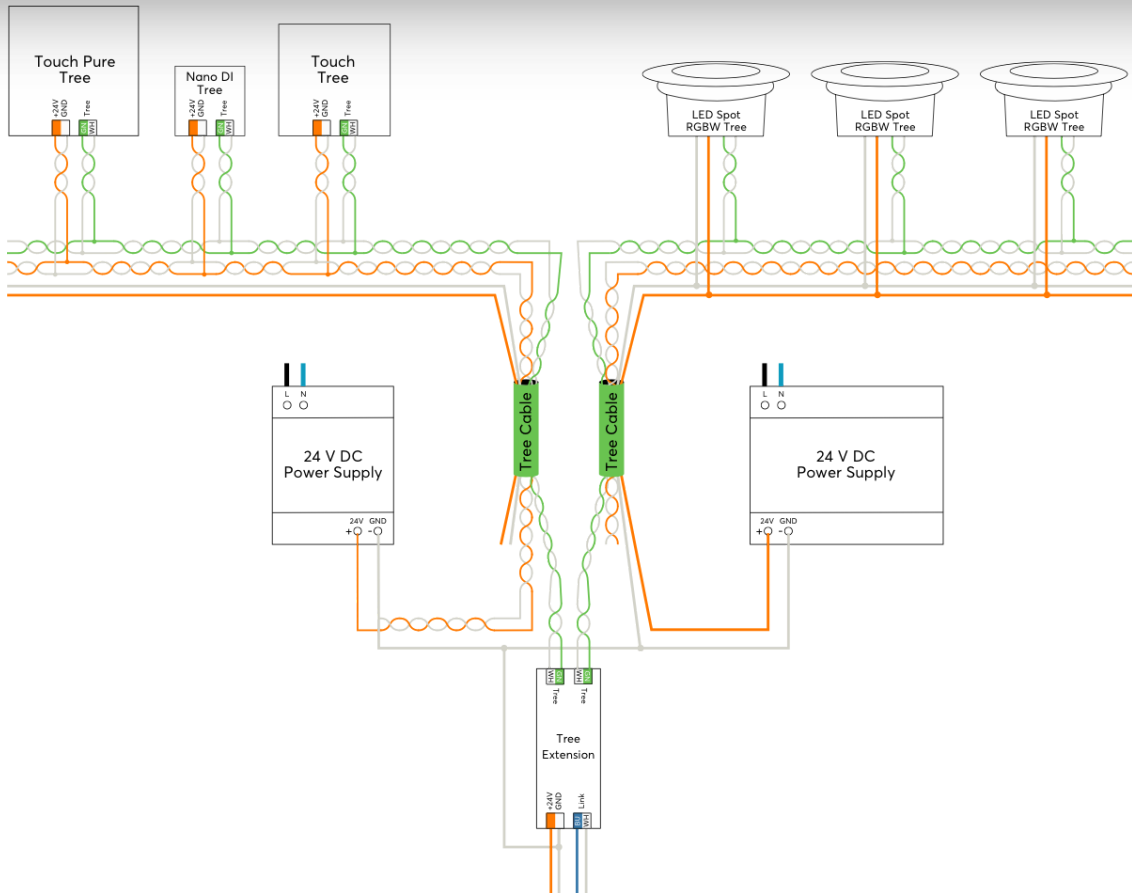 Touch Pure
Tree
+24V
GND
Tree
GN
WH
Nano DI
Tree
+24V
GND
Tree
GN
WH
Touch
Tree
+24V
GND
Tree
GN
WH
LED Spot
RGBW Tree
LED Spot
RGBW Tree
LED Spot
RGBW Tree
L
N
24 V DC
Power Supply
24V
GND
+
-
Tree Cable
Tree Cable
L
N
24 V DC
Power Supply
24V
GND
+
-
WH
GN
Tree
WH
GN
Tree
Tree
Extension
+24V
GND
Link
BU
WH